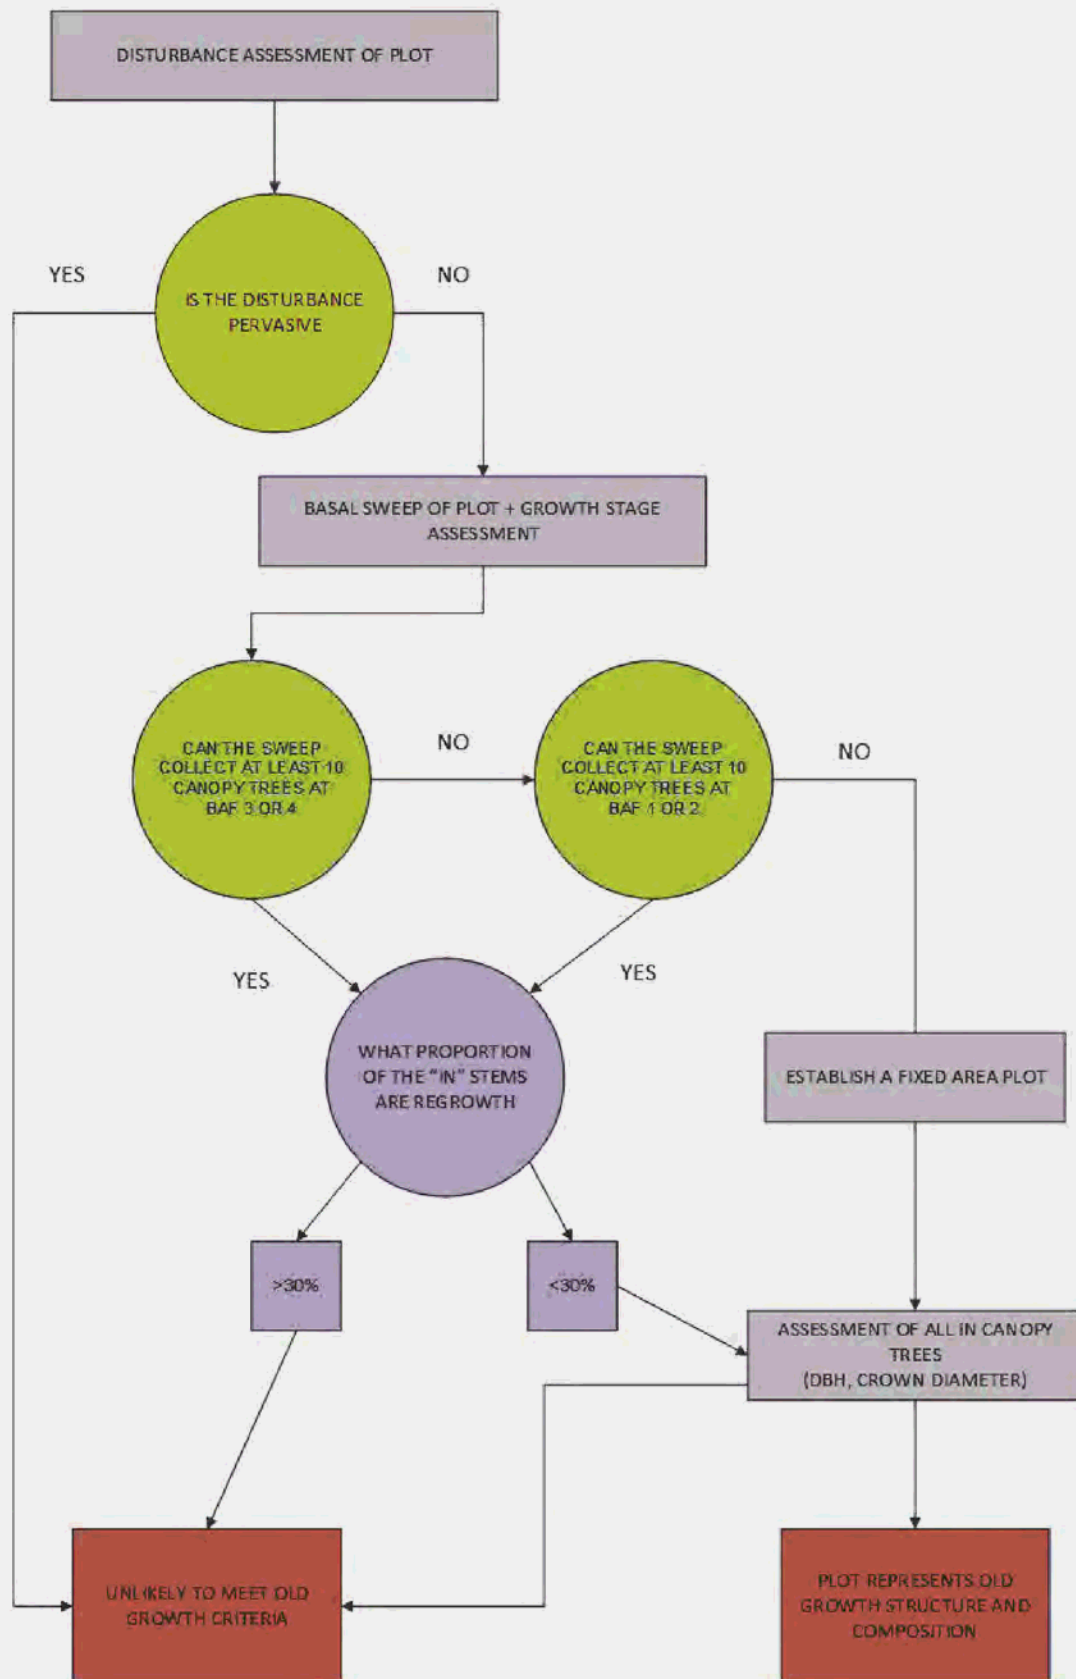 DISTURBANCE ASSESSMENT OF PLOT
YES
NO
IS THE DISTURBANCE
PERVASIVE
BASAL SWEEP OF PLOT + GROWTH STAGE
ASSESSMENT
CAN THE SWEEP
COLLECT AT LEAST 10
CANOPY TREES AT
BAF 3 OR 4
NO
CAN THE SWEEP
COLLECT AT LEAST 10
CANOPY TREES AT
BAF 1 OR 2
NO
YES
YES
WHAT PROPORTION
OF THE "IN" STEMS
ARE REGROWTH
ESTABLISH A FIXED AREA PLOT
>30%
<30%
ASSESSMENT OF ALL IN CANOPY
TREES
(DBH, CROWN DIAMETER)
UNLIKELY TO MEET OLD
GROWTH CRITERIA
PLOT REPRESENTS OLD
GROWTH STRUCTURE AND
COMPOSITION